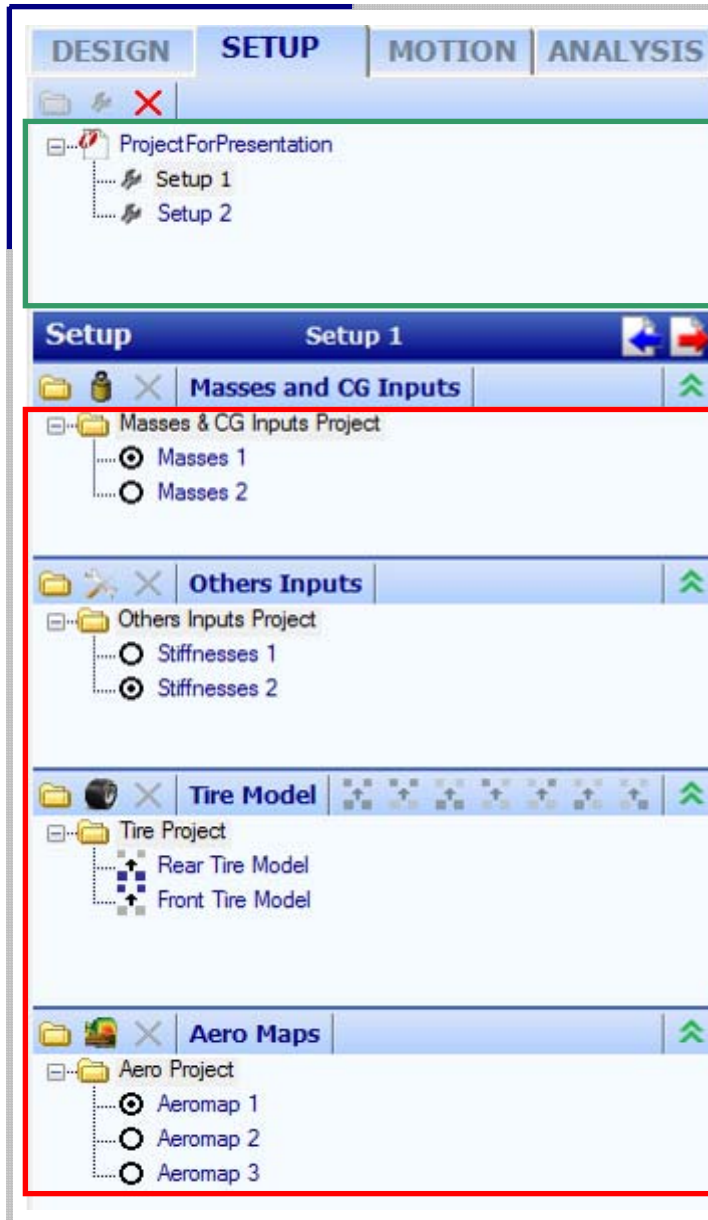 DESIGN SETUP MOTION ANALYSIS
ProjectForPresentation
Setup 1
Setup 2
Setup Setup 1
Masses and CG Inputs
Masses & CG Inputs Project
Masses 1
Masses 2
Others Inputs
Others Inputs Project
Stiffnesses 1
Stiffnesses 2
Tire Model
Tire Project
Rear Tire Model
Front Tire Model
Aero Maps
Aero Project
Aeromap 1
Aeromap 2
Aeromap 3